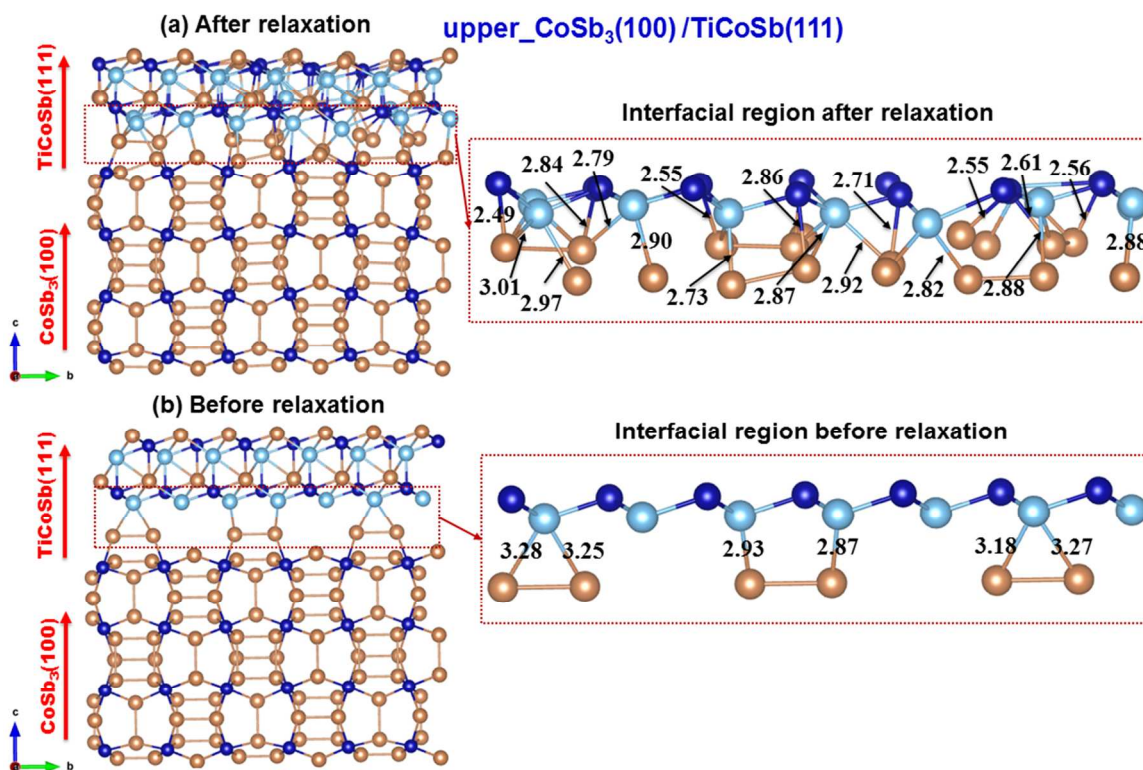 (a) After relaxation
upper_CoSb₃(100) /TiCoSb(111)
TiCoSb(111)
CoSb₃(100)
c
b
Interfacial region after relaxation
2.84
2.79
2.55
2.86
2.71
2.55
2.61
2.56
2.49
2.90
2.88
3.01
2.97
2.73
2.87
2.92
2.82
2.88
(b) Before relaxation
TiCoSb(111)
CoSb₃(100)
c
b
Interfacial region before relaxation
3.28
3.25
2.93
2.87
3.18
3.27